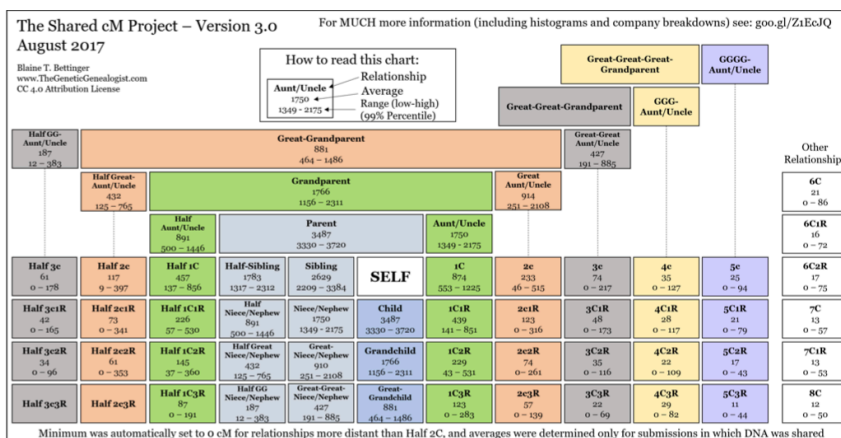 The Shared cM Project – Version 3.0
August 2017
Blaine T. Bettinger
www.TheGeneticGenealogist.com
CC 4.0 Attribution License
For MUCH more information (including histograms and company breakdowns) see: goo.gl/Z1EcJQ
How to read this chart:
Aunt/Uncle
1750
1349 - 2175
Relationship
Average
Range (low-high)
(99% Percentile)
Great-Great-Great-
Grandparent
GGGG-
Aunt/Uncle
Great-Great-Grandparent
GGG-
Aunt/Uncle
Half GG-
Aunt/Uncle
187
12 – 383
Great-Grandparent
881
464 – 1486
Great-Great
Aunt/Uncle
427
191 – 885
Other
Relationship
Half Great-
Aunt/Uncle
432
125 – 765
Grandparent
1766
1156 – 2311
Great
Aunt/Uncle
914
251 – 2108
6C
21
0 – 86
Half
Aunt/Uncle
891
500 – 1446
Parent
3487
3330 – 3720
Aunt/Uncle
1750
1349 - 2175
6C1R
16
0 – 72
Half 3c
61
0 – 178
Half 2c
117
9 – 397
Half 1C
457
137 – 856
Half-Sibling
1783
1317 – 2312
Sibling
2629
2209 – 3384
SELF
1C
874
553 – 1225
2c
233
46 – 515
3c
74
0 – 217
4c
35
0 – 127
5c
25
0 – 94
6C2R
17
0 – 75
Half 3c1R
42
0 – 165
Half 2c1R
73
0 – 341
Half 1C1R
226
57 – 530
Half
Niece/Nephew
891
500 – 1446
Niece/Nephew
1750
1349 - 2175
Child
3487
3330 – 3720
1C1R
439
141 – 851
2c1R
123
0 – 316
3C1R
48
0 – 173
4C1R
28
0 – 117
5C1R
21
0 – 79
7C
13
0 – 57
Half 3c2R
34
0 – 96
Half 2c2R
61
0 – 353
Half 1C2R
145
37 – 360
Half Great
Niece/Nephew
432
125 – 765
Great-
Niece/Nephew
910
251 – 2108
Grandchild
1766
1156 – 2311
1C2R
229
43 – 531
2c2R
74
0 – 261
3C2R
35
0 – 116
4C2R
22
0 – 109
5C2R
17
0 – 43
7C1R
13
0 – 53
Half 3c3R
Half 2c3R
Half 1C3R
87
0 – 191
Half GG
Niece/Nephew
187
12 – 383
Great-Great-
Niece/Nephew
427
191 – 885
Great-
Grandchild
881
464 – 1486
1C3R
123
0 – 283
2c3R
57
0 – 139
3C3R
22
0 – 69
4C3R
29
0 – 82
5C3R
11
0 – 44
8C
12
0 – 50
Minimum was automatically set to 0 cM for relationships more distant than Half 2C, and averages were determined only for submissions in which DNA was shared